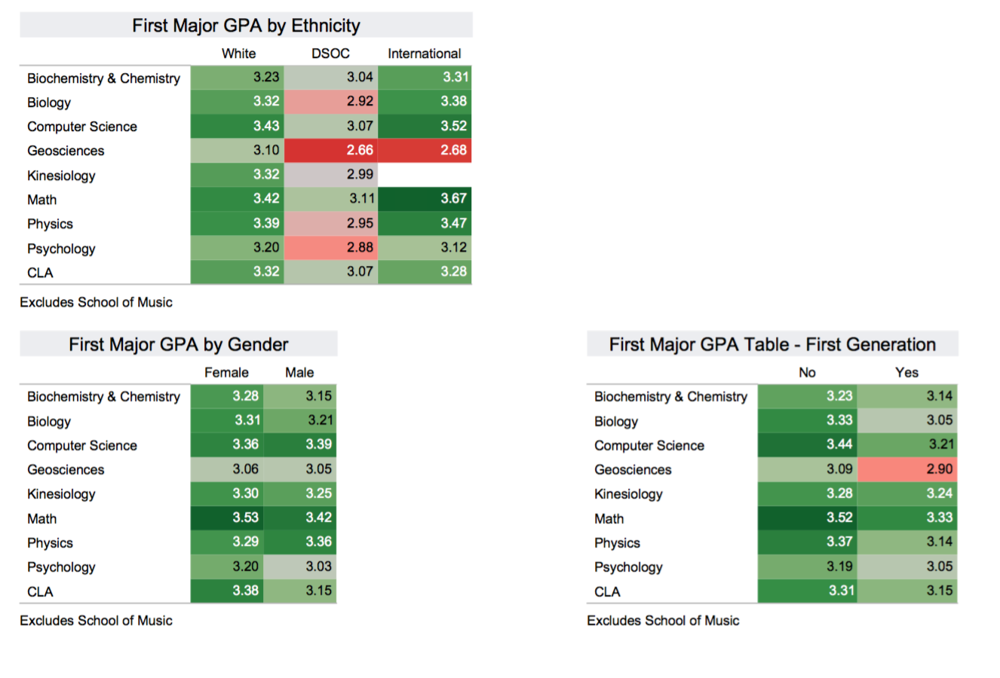 First Major GPA by Ethnicity
White DSOC International
Biochemistry & Chemistry 3.23 3.04 3.31
Biology 3.32 2.92 3.38
Computer Science 3.43 3.07 3.52
Geosciences 3.10 2.66 2.68
Kinesiology 3.32 2.99
Math 3.42 3.11 3.67
Physics 3.39 2.95 3.47
Psychology 3.20 2.88 3.12
CLA 3.32 3.07 3.28
Excludes School of Music
First Major GPA by Gender
Female Male
Biochemistry & Chemistry 3.28 3.15
Biology 3.31 3.21
Computer Science 3.36 3.39
Geosciences 3.06 3.05
Kinesiology 3.30 3.25
Math 3.53 3.42
Physics 3.29 3.36
Psychology 3.20 3.03
CLA 3.38 3.15
Excludes School of Music
First Major GPA Table - First Generation
No Yes
Biochemistry & Chemistry 3.23 3.14
Biology 3.33 3.05
Computer Science 3.44 3.21
Geosciences 3.09 2.90
Kinesiology 3.28 3.24
Math 3.52 3.33
Physics 3.37 3.14
Psychology 3.19 3.05
CLA 3.31 3.15
Excludes School of Music